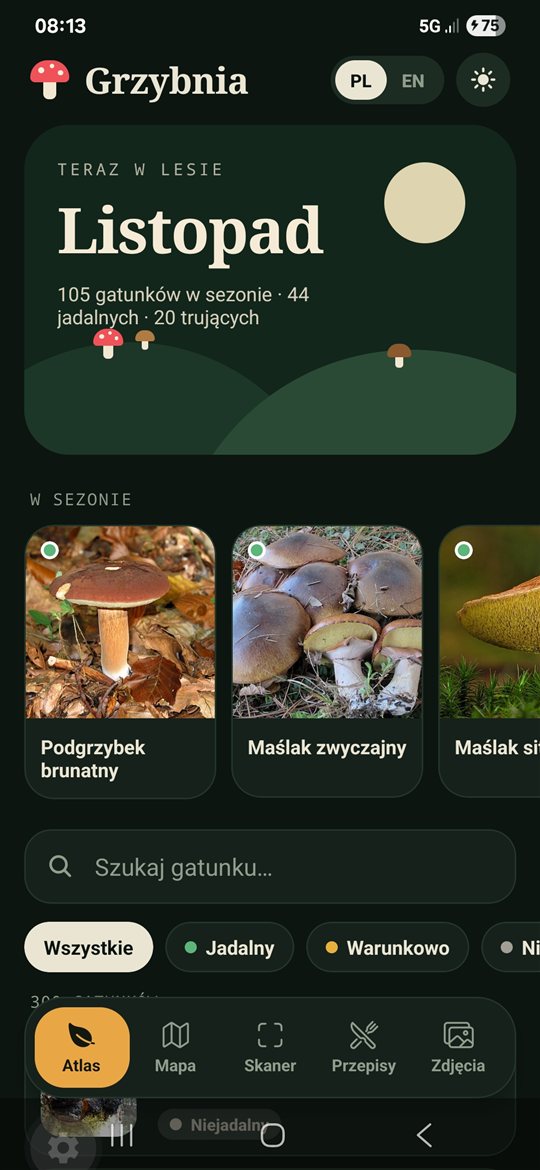 08:13
5G 75
Grzybnia
PL EN
TERAZ W LESIE
Listopad
105 gatunków w sezonie · 44
jadalnych · 20 trujących
W SEZONIE
Podgrzybek
brunatny
Maślak zwyczajny
Maślak
Szukaj gatunku...
Wszystkie
Jadalny
Warunkowo
Atlas
Mapa
Skaner
Przepisy
Zdjęcia
Niejadalny